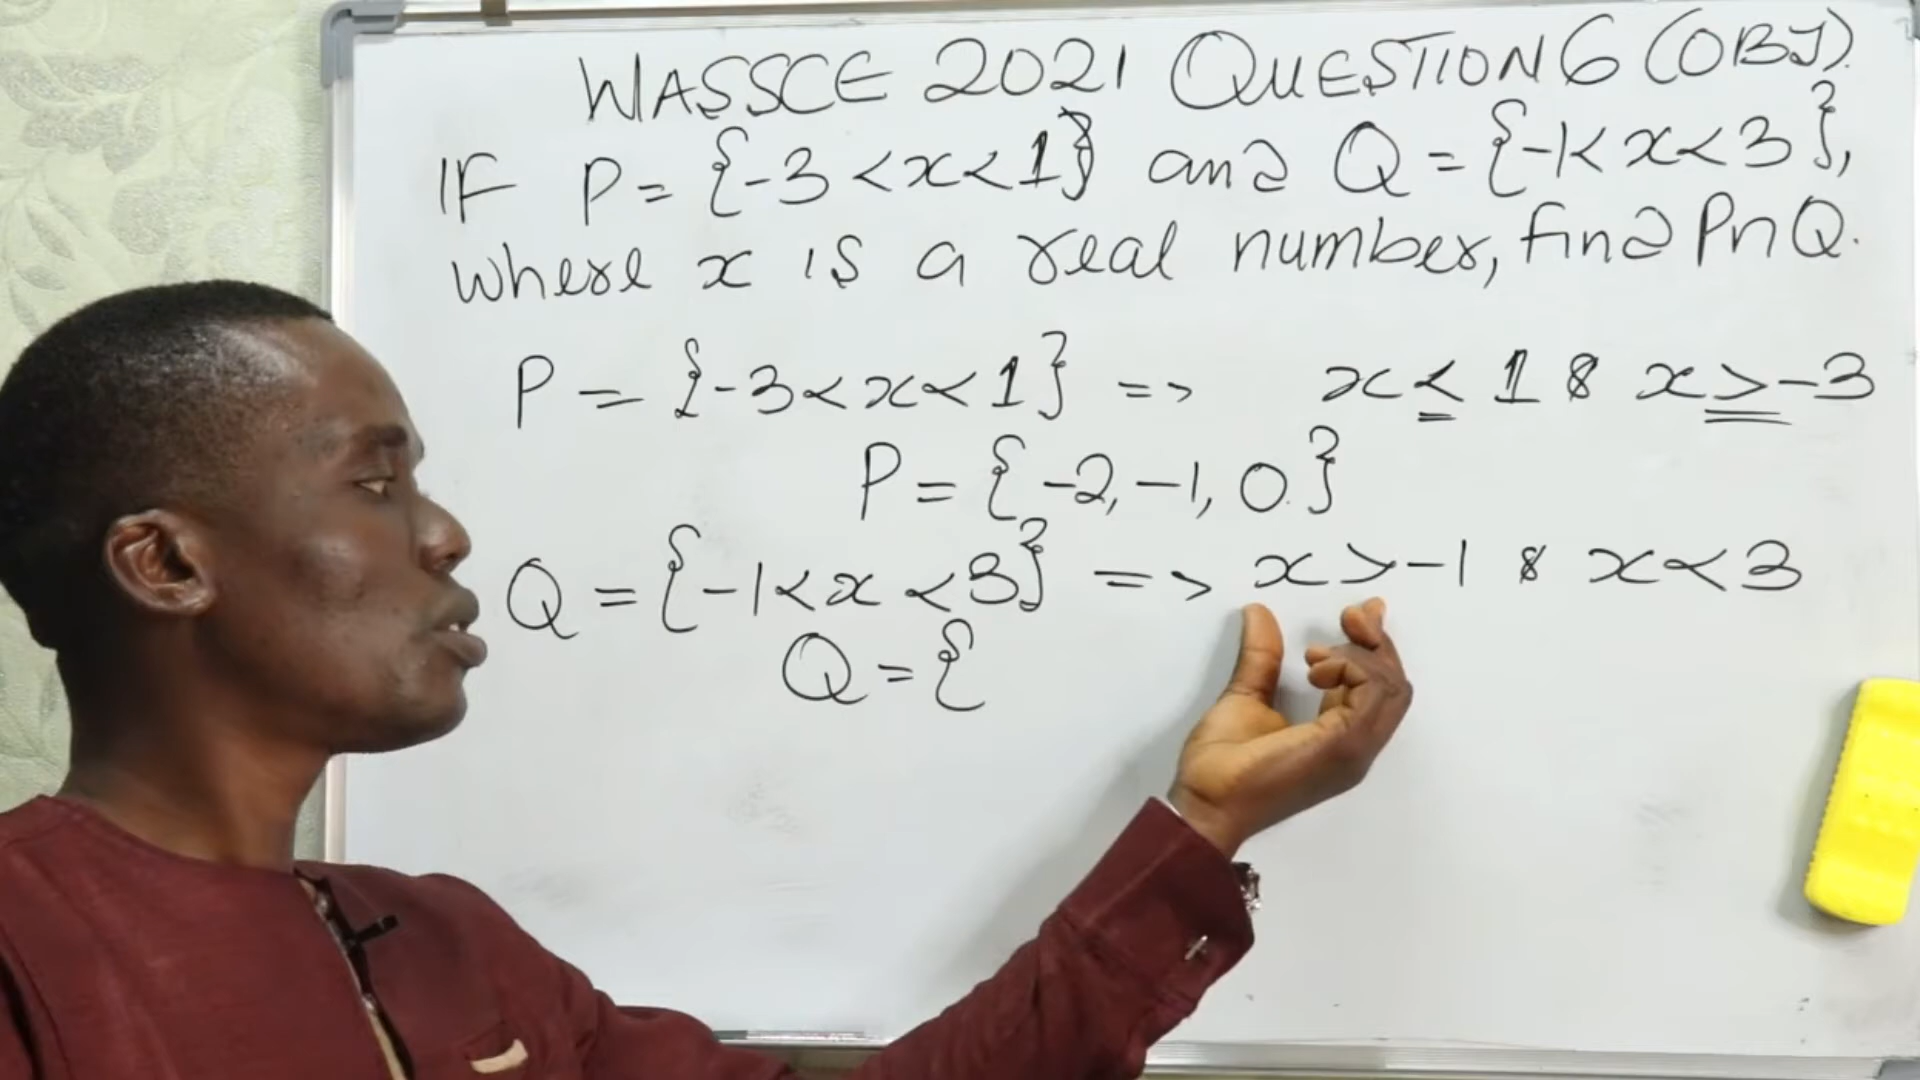 WASSCE 2021 QUESTION 6 (OBJ).
IF P = {-3 < x < 1} and Q = {-1 < x < 3},
where x is a real number, find P∩Q.
P = {-3 < x < 1} => x < 1 & x > -3
P = {-2, -1, 0}
Q = {-1 < x < 3} => x > -1 & x < 3
Q = {